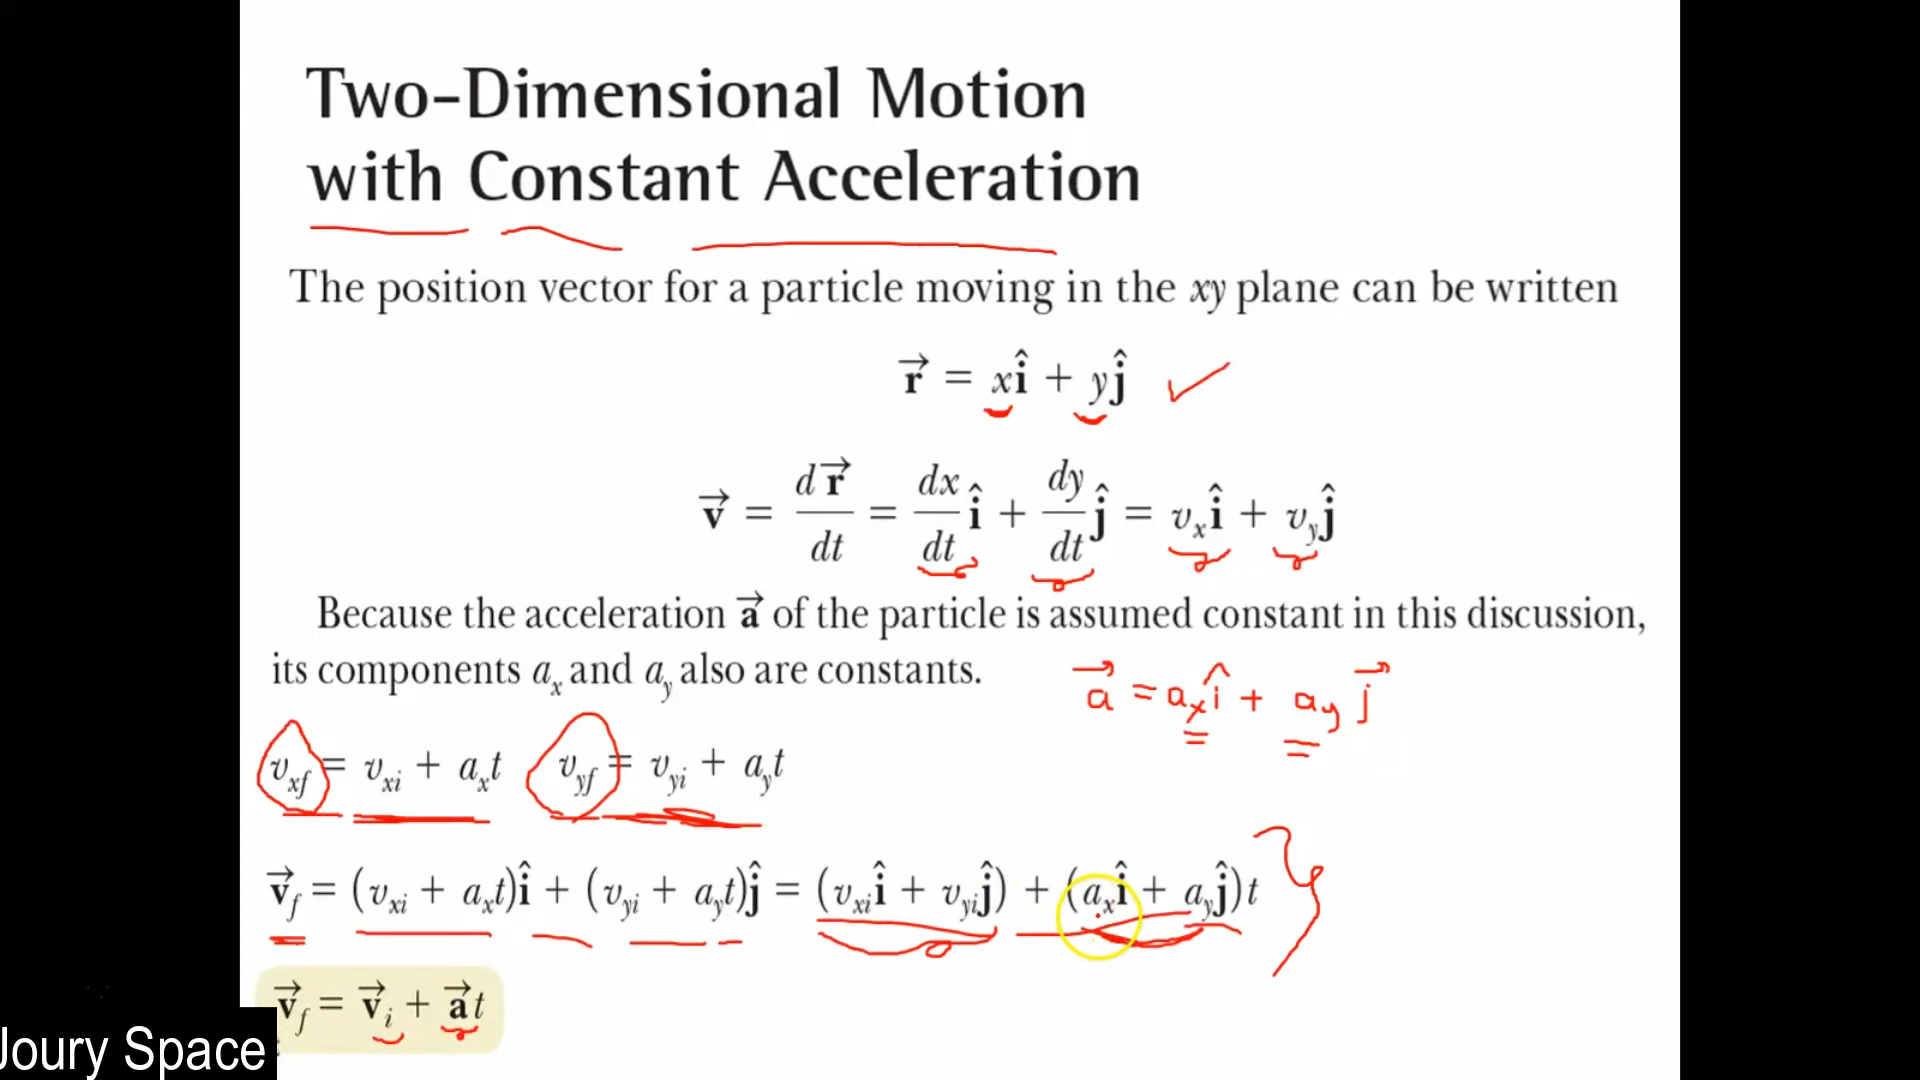 Two-Dimensional Motion
with Constant Acceleration
The position vector for a particle moving in the xy plane can be written
r⃗ = xî + yĵ
v⃗ = dr⃗/dt = dx/dt î + dy/dt ĵ = vₓî + v_yĵ
Because the acceleration a⃗ of the particle is assumed constant in this discussion,
its components aₓ and a_y also are constants.
a⃗ = aₓî + a_y j⃗
v_xf = v_xi + aₓt v_yf = v_yi + a_yt
v⃗_f = (v_xi + aₓt)î + (v_yi + a_yt)ĵ = (v_xiî + v_yiĵ) + (aₓî + a_yĵ)t
v⃗_f = v⃗_i + a⃗t
Joury Space